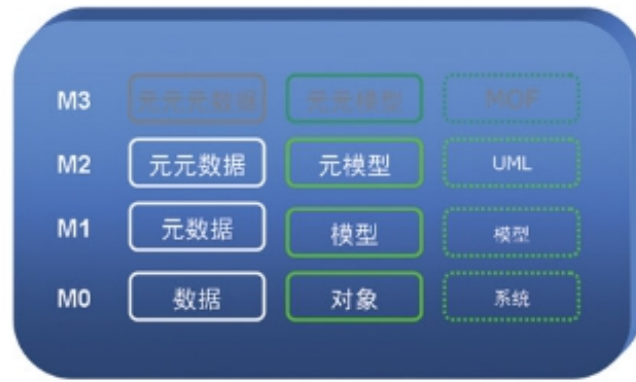 M3 元元元数据 元元模型 MOF
M2 元元数据 元模型 UML
M1 元数据 模型 模型
M0 数据 对象 系统